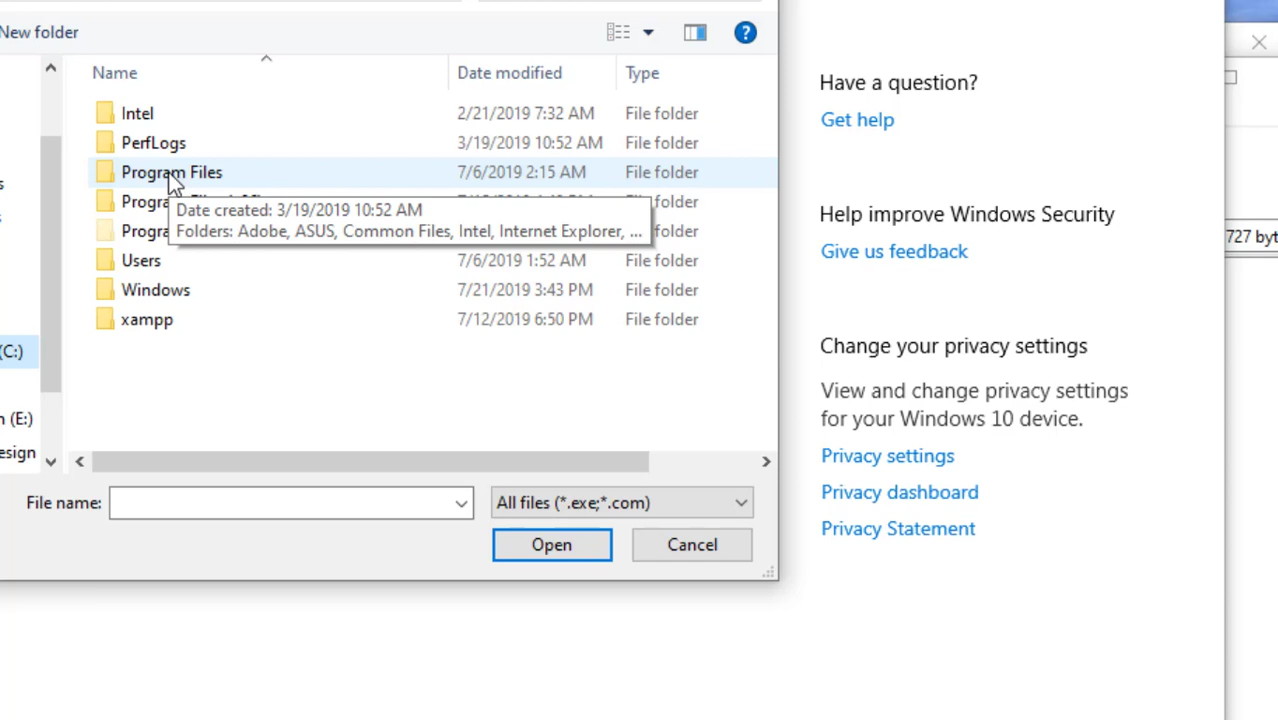 New folder
Name Date modified Type
Intel 2/21/2019 7:32 AM File folder
PerfLogs 3/19/2019 10:52 AM File folder
Program Files 7/6/2019 2:15 AM File folder
File folder
Date created: 3/19/2019 10:52 AM
Folders: Adobe, ASUS, Common Files, Intel, Internet Explorer, ...
File folder
Users 7/6/2019 1:52 AM File folder
Windows 7/21/2019 3:43 PM File folder
xampp 7/12/2019 6:50 PM File folder
(C:)
(E:)
File name: All files (*.exe;*.com)
Open Cancel
Have a question?
Get help
Help improve Windows Security
Give us feedback
Change your privacy settings
View and change privacy settings
for your Windows 10 device.
Privacy settings
Privacy dashboard
Privacy Statement
727